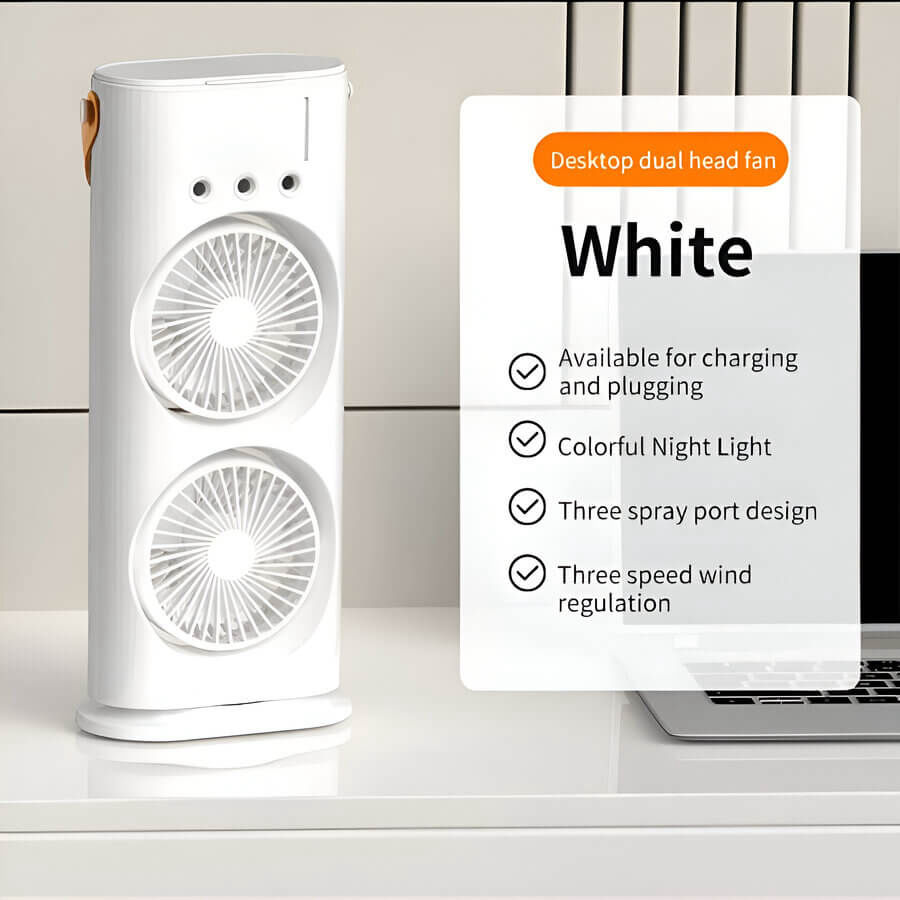 Desktop dual head fan
White
Available for charging
and plugging
Colorful Night Light
Three spray port design
Three speed wind
regulation